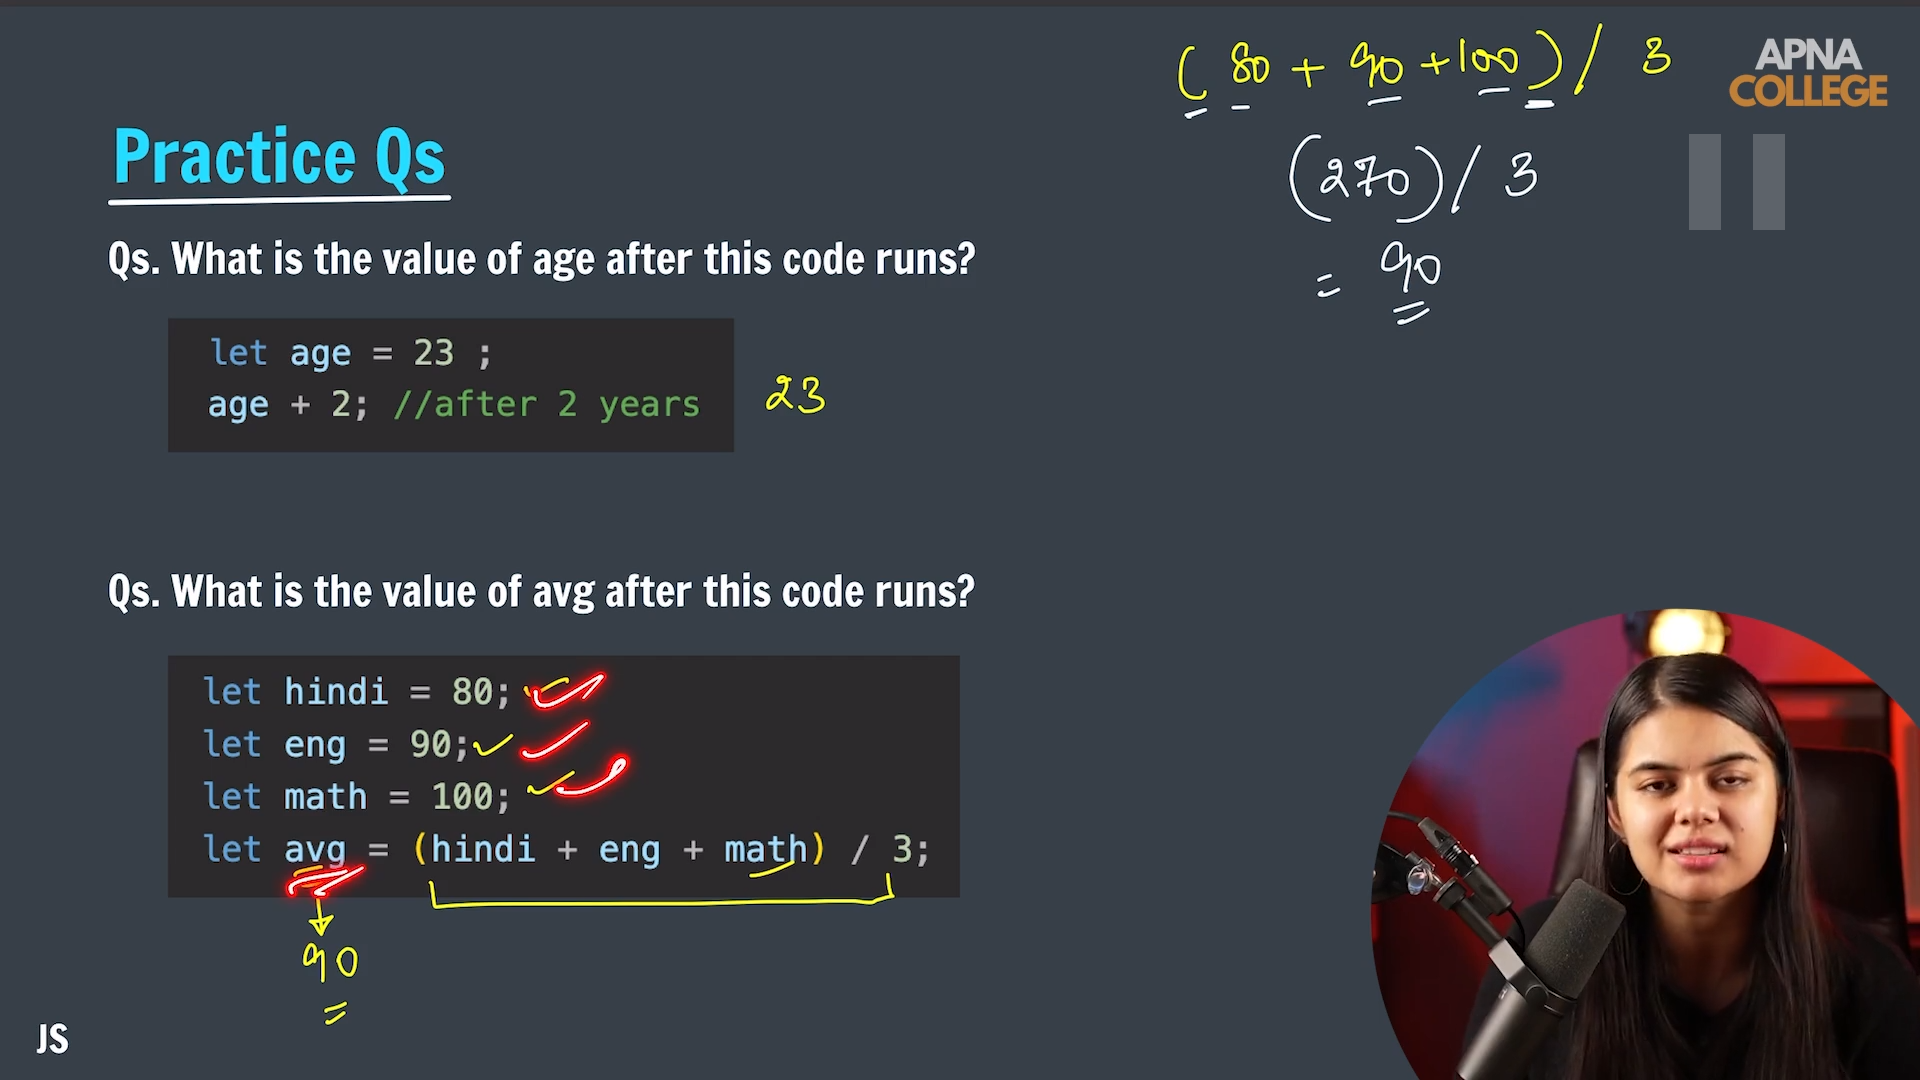 (80 + 90 + 100) / 3
APNA
COLLEGE
(270) / 3
= 90
Practice Qs
Qs. What is the value of age after this code runs?
let age = 23 ;
age + 2; //after 2 years
23
Qs. What is the value of avg after this code runs?
let hindi = 80;
let eng = 90;
let math = 100;
let avg = (hindi + eng + math) / 3;
90
JS